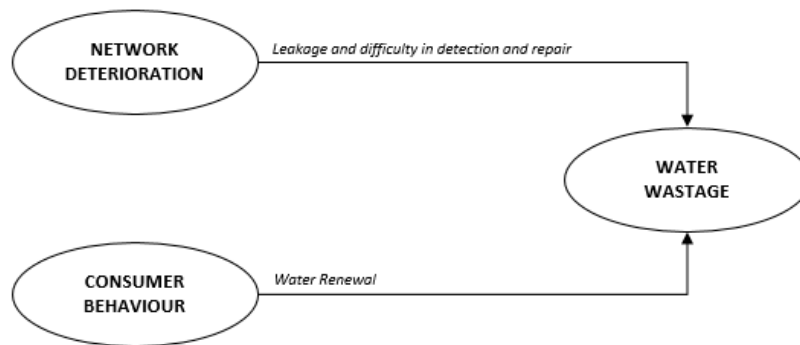 NETWORK
DETERIORATION
Leakage and difficulty in detection and repair
WATER
WASTAGE
CONSUMER
BEHAVIOUR
Water Renewal